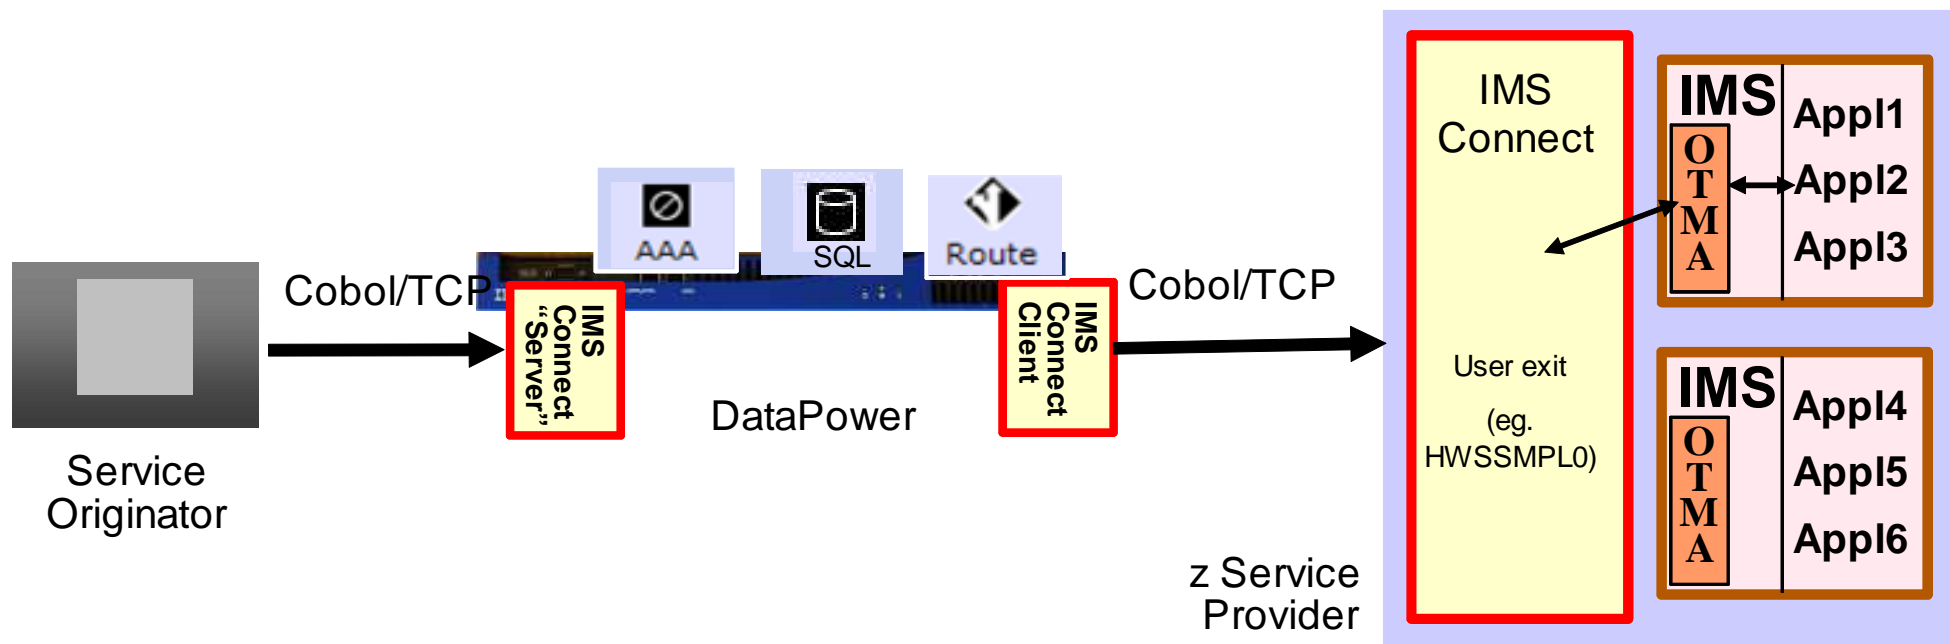 Service
Originator
Cobol/TCP
AAA
SQL
Route
IMS
Connect
“Server”
IMS
Connect
Client
DataPower
Cobol/TCP
z Service
Provider
IMS
Connect
User exit
(eg.
HWSSMPL0)
IMS
OTMA
Appl1
Appl2
Appl3
IMS
OTMA
Appl4
Appl5
Appl6